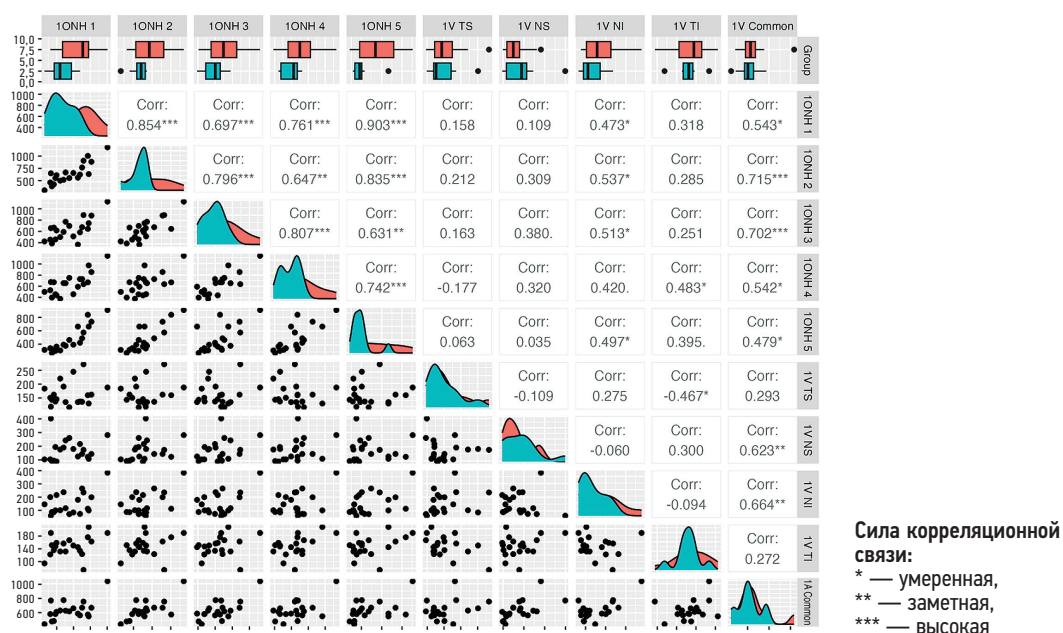 1ONH 1 1ONH 2 1ONH 3 1ONH 4 1ONH 5 1V TS 1V NS 1V NI 1V TI 1V Common
10,0
7,5
5,0
2,5
0,0
Group
1000
800
600
400
Corr: Corr: Corr: Corr: Corr: Corr: Corr: Corr: Corr:
0.854*** 0.697*** 0.761*** 0.903*** 0.158 0.109 0.473* 0.318 0.543*
1ONH 1
1000
750
500
Corr: Corr: Corr: Corr: Corr: Corr: Corr: Corr:
0.796*** 0.647** 0.835*** 0.212 0.309 0.537* 0.285 0.715***
1ONH 2
1000
800
600
400
Corr: Corr: Corr: Corr: Corr: Corr: Corr:
0.807*** 0.631** 0.163 0.380. 0.513* 0.251 0.702***
1ONH 3
1000
800
600
400
Corr: Corr: Corr: Corr: Corr: Corr:
0.742*** -0.177 0.320 0.420. 0.483* 0.542*
1ONH 4
800
600
400
Corr: Corr: Corr: Corr: Corr:
0.063 0.035 0.497* 0.395. 0.479*
1ONH 5
250
200
150
Corr: Corr: Corr: Corr:
-0.109 0.275 -0.467* 0.293
1V TS
400
300
200
100
Corr: Corr: Corr:
-0.060 0.300 0.623**
1V NS
400
300
200
100
Corr: Corr:
-0.094 0.664**
1V NI
180
140
100
Corr:
0.272
1V TI
1000
800
600
1A Common
Сила корреляционной
связи:
* — умеренная,
** — заметная,
*** — высокая